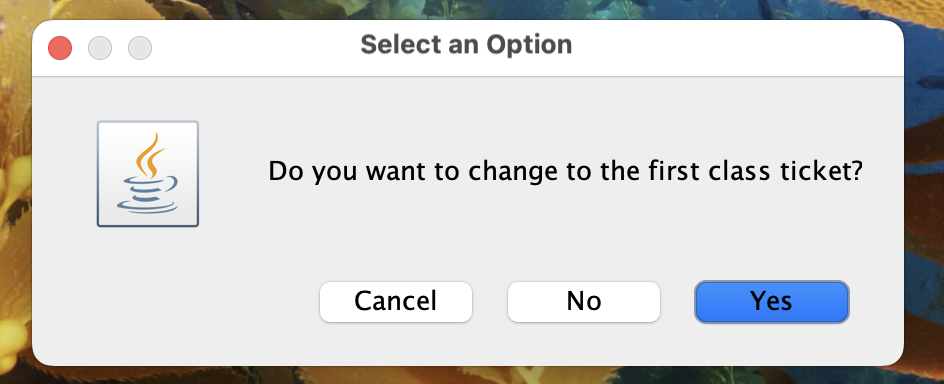 Select an Option
Do you want to change to the first class ticket?
Cancel No Yes